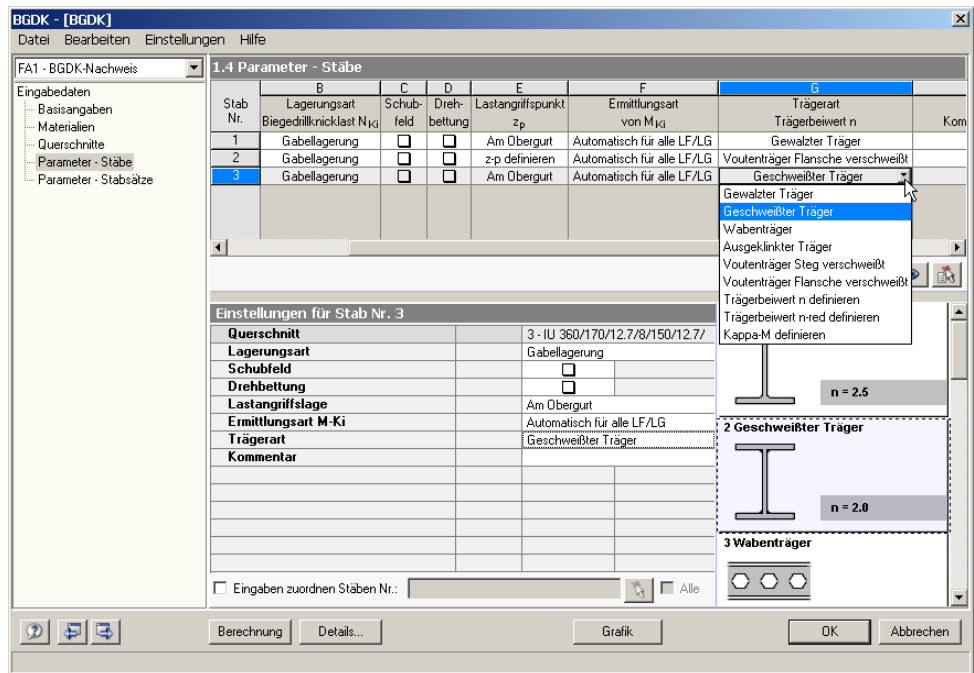 BGDK - [BGDK]
Datei Bearbeiten Einstellungen Hilfe
FA1 - BGDK-Nachweis
Eingabedaten
Basisangaben
Materialien
Querschnitte
Parameter - Stäbe
Parameter - Stabsätze
1.4 Parameter - Stäbe
B C D E F G
Stab Lagerungsart Schub- Dreh- Lastangriffspunkt Ermittlungsart Trägerart
Nr. Biegedrillknicklast N Ki feld bettung z p von M Ki Trägerbeiwert n Kom
1 Gabellagerung Am Obergurt Automatisch für alle LF/LG Gewalzter Träger
2 Gabellagerung z-p definieren Automatisch für alle LF/LG Voutenträger Flansche verschweißt
3 Gabellagerung Am Obergurt Automatisch für alle LF/LG Geschweißter Träger
Gewalzter Träger
Geschweißter Träger
Wabenträger
Ausgeklinkter Träger
Voutenträger Steg verschweißt
Voutenträger Flansche verschweißt
Trägerbeiwert n definieren
Trägerbeiwert n-red definieren
Kappa-M definieren
Einstellungen für Stab Nr. 3
Querschnitt 3 - IU 360/170/12.7/8/150/12.7/
Lagerungsart Gabellagerung
Schubfeld
Drehbettung
Lastangriffslage Am Obergurt
Ermittlungsart M-Ki Automatisch für alle LF/LG
Trägerart Geschweißter Träger
Kommentar
n = 2.5
2 Geschweißter Träger
n = 2.0
3 Wabenträger
Eingaben zuordnen Stäben Nr.: Alle
Berechnung Details... Grafik OK Abbrechen